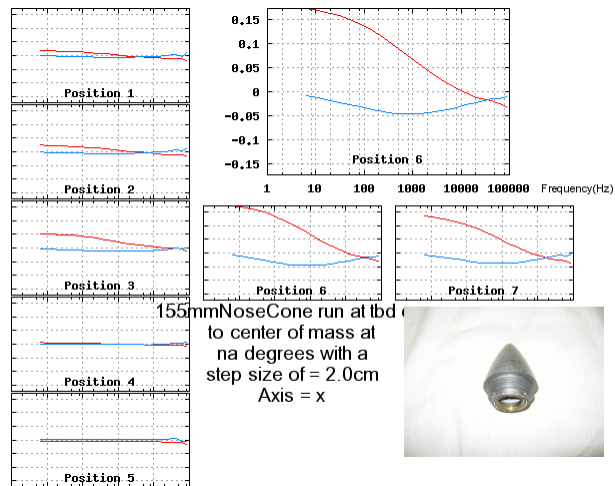 Position 1
Position 2
Position 3
Position 4
Position 5
0.15
0.1
0.05
0
-0.05
-0.1
-0.15
Position 6
1 10 100 1000 10000 100000 Frequency(Hz)
Position 6
Position 7
155mmNoseCone run at tbd
to center of mass at
na degrees with a
step size of = 2.0cm
Axis = x